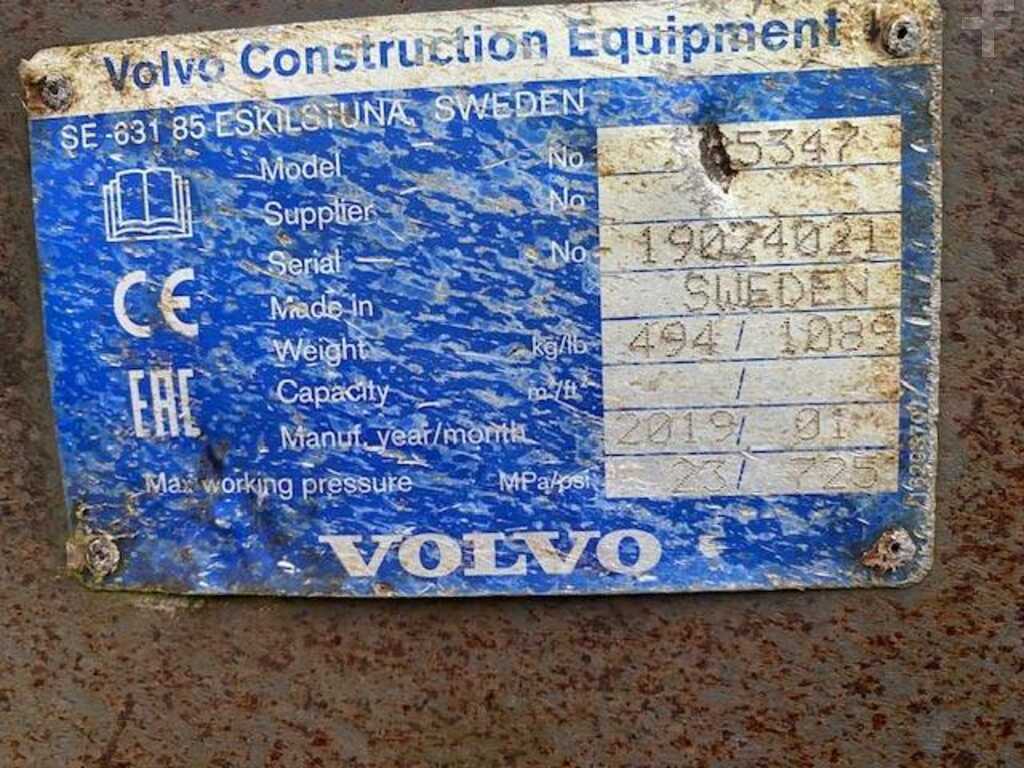 Volvo Construction Equipment
SE-631 85 ESKILSTUNA, SWEDEN
Model No
Supplier No
Serial No 19024021
Made in SWEDEN
Weight kg/lb 494 / 1089
Capacity m³/ft³ /
Manuf. year/month 2019 / 01
Max working pressure MPa/psi 23 / 725
CE
EAC
VOLVO